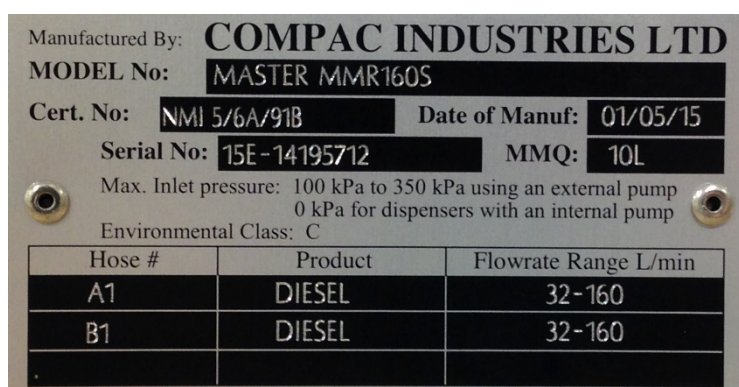 Manufactured By: COMPAC INDUSTRIES LTD
MODEL No: MASTER MMR160S
Cert. No: NMI 5/6A/91B Date of Manuf: 01/05/15
Serial No: 15E-14195712 MMQ: 10L
Max. Inlet pressure: 100 kPa to 350 kPa using an external pump
0 kPa for dispensers with an internal pump
Environmental Class: C
Hose # Product Flowrate Range L/min
A1 DIESEL 32-160
B1 DIESEL 32-160